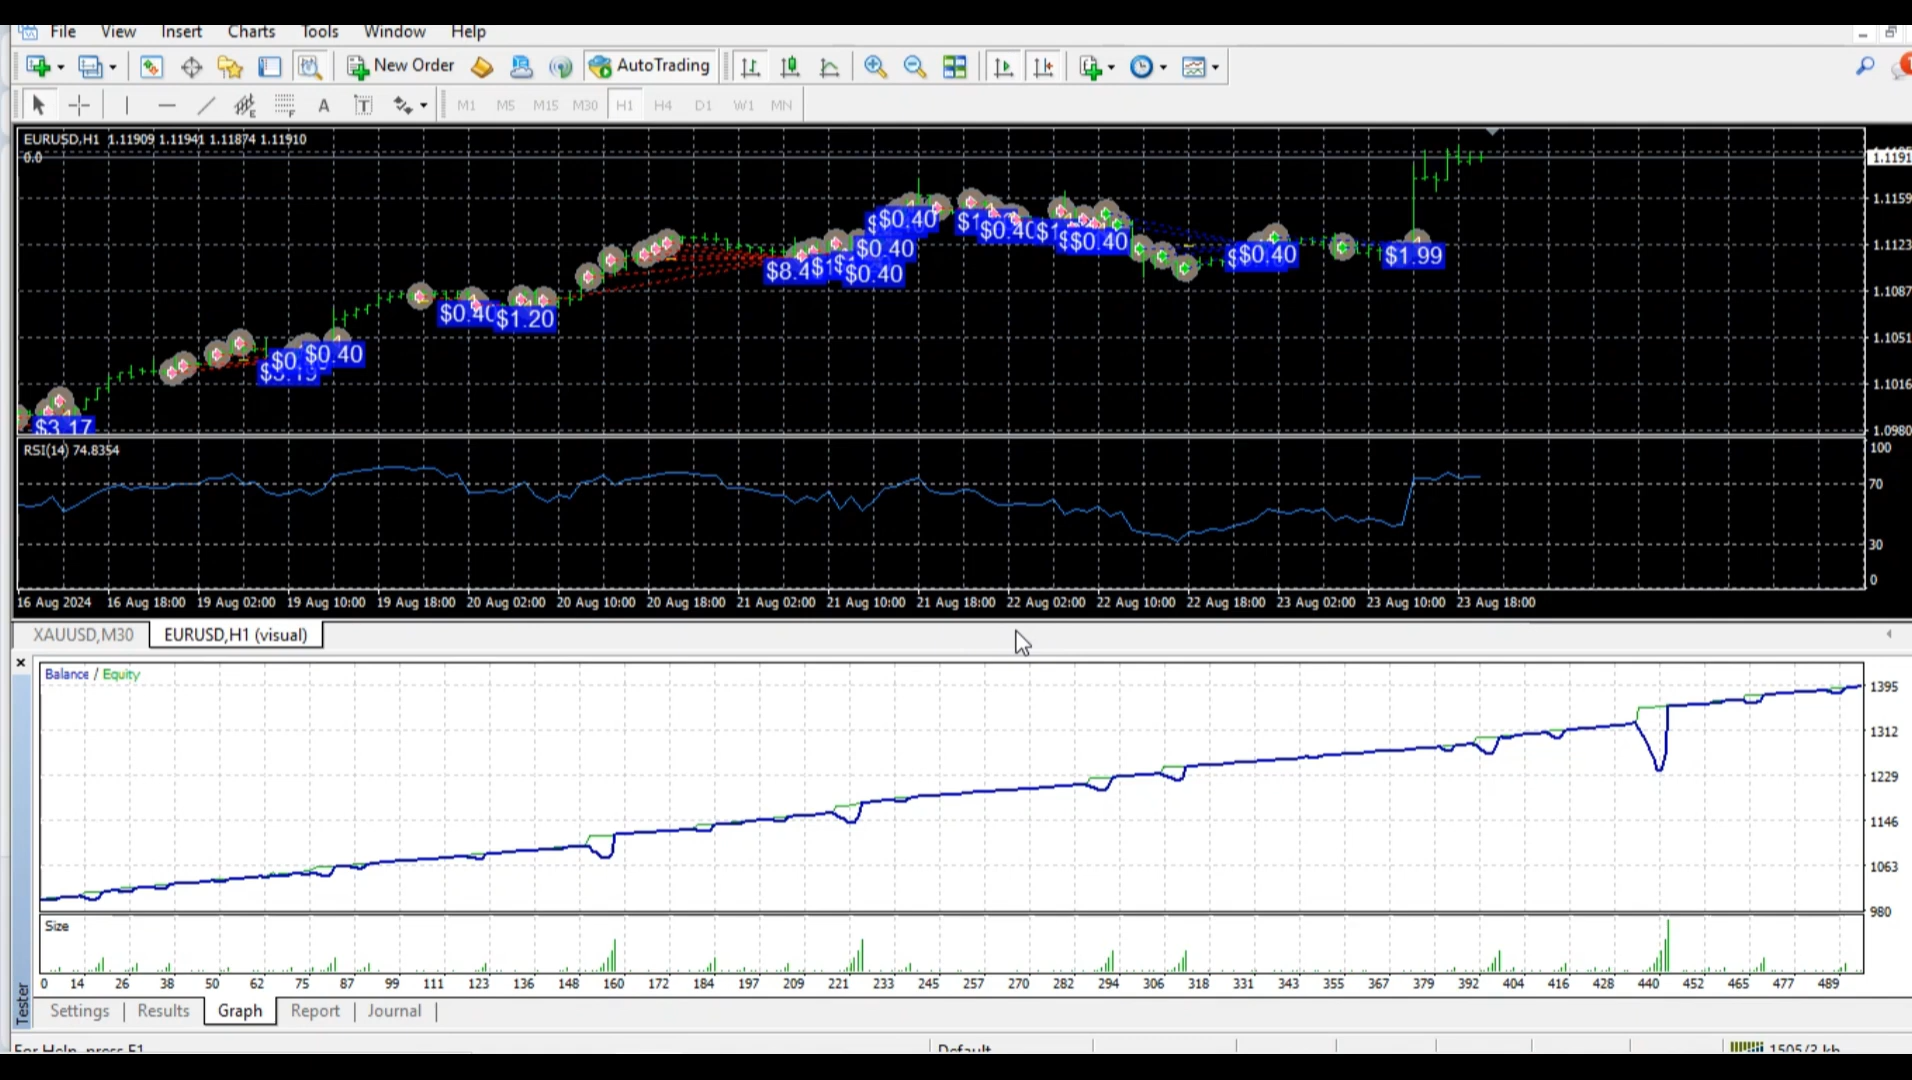 File View Insert Charts Tools Window Help
New Order AutoTrading
A T M1 M5 M15 M30 H1 H4 D1 W1 MN
EURUSD,H1 1.11909 1.11941 1.11874 1.11910
0.0
1.1191
1.1159
1.1123
1.1087
1.1051
1.1016
1.0980
$0.40
$0.40
$0.40
$0.40
$0.40
$0.40
$1.99
$0.40
$1.20
$0.40
$3.17
RSI(14) 74.8354
100
70
30
0
16 Aug 2024 16 Aug 18:00 19 Aug 02:00 19 Aug 10:00 19 Aug 18:00 20 Aug 02:00 20 Aug 10:00 20 Aug 18:00 21 Aug 02:00 21 Aug 10:00 21 Aug 18:00 22 Aug 02:00 22 Aug 10:00 22 Aug 18:00 23 Aug 02:00 23 Aug 10:00 23 Aug 18:00
XAUUSD,M30 EURUSD,H1 (visual)
Balance / Equity
1395
1312
1229
1146
1063
980
Size
0 14 26 38 50 62 75 87 99 111 123 136 148 160 172 184 197 209 221 233 245 257 270 282 294 306 318 331 343 355 367 380 392 404 416 428 440 452 465 477 489
Tester
Settings Results Graph Report Journal
For Help, press F1 Default 1505/3 kb